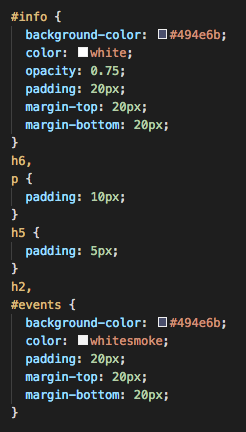 #info {
background-color: #494e6b;
color: white;
opacity: 0.75;
padding: 20px;
margin-top: 20px;
margin-bottom: 20px;
}
h6,
p {
padding: 10px;
}
h5 {
padding: 5px;
}
h2,
#events {
background-color: #494e6b;
color: whitesmoke;
padding: 20px;
margin-top: 20px;
margin-bottom: 20px;
}